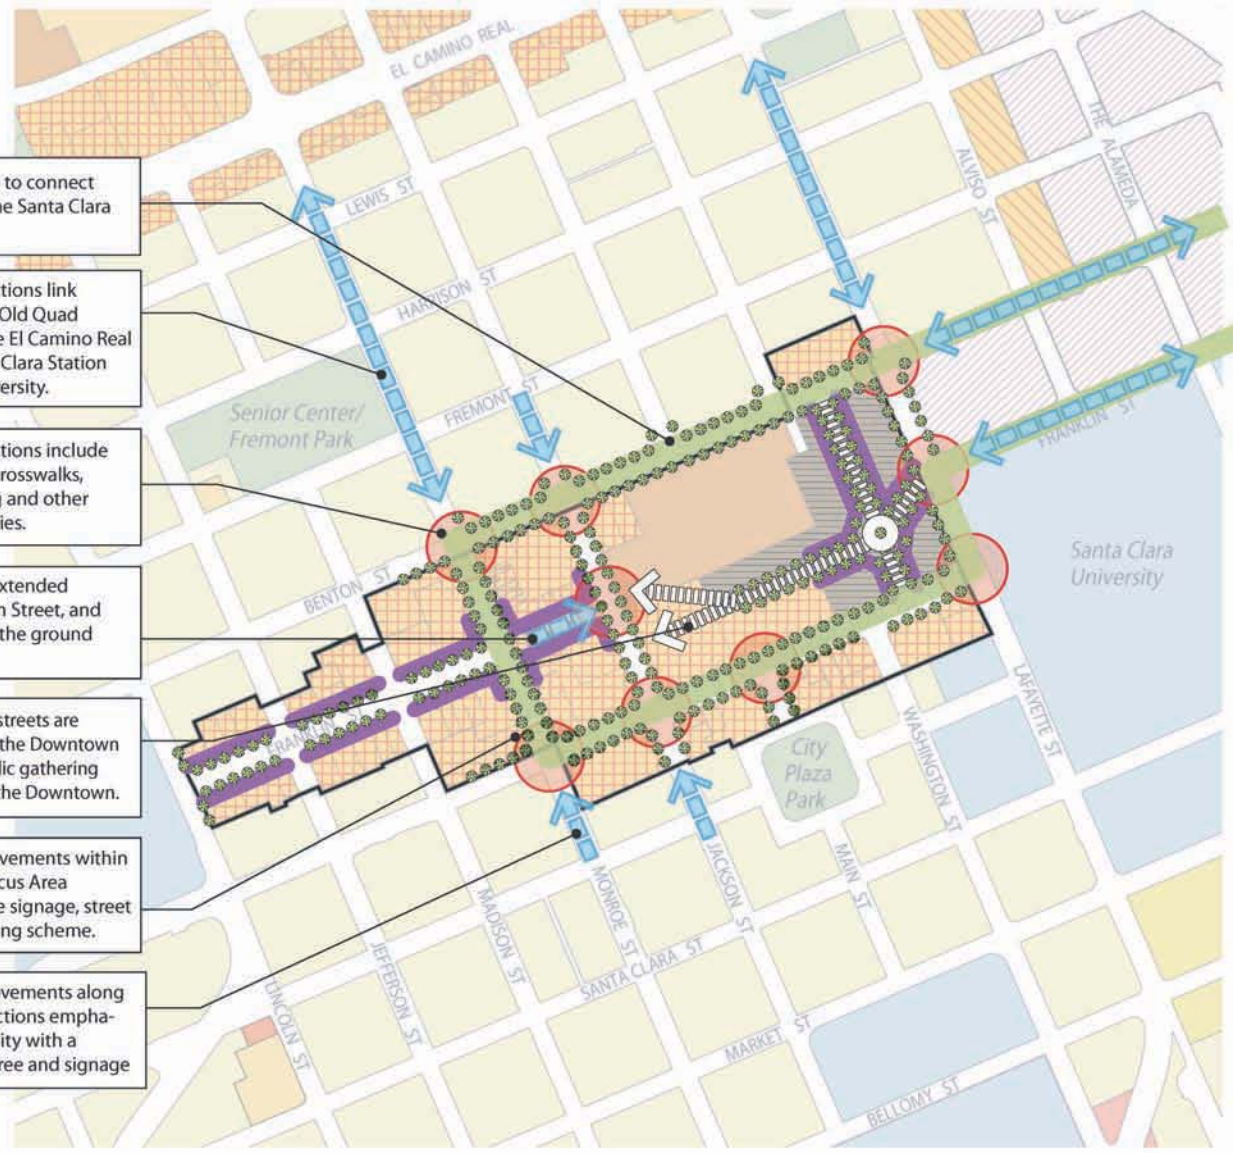 to connect
ne Santa Clara
tions link
Old Quad
e El Camino Real
Clara Station
ersity.
tions include
rosswalks,
g and other
ies.
xtended
n Street, and
the ground
streets are
the Downtown
lic gathering
the Downtown.
vements within
cus Area
e signage, street
ng scheme.
vements along
ctions empha-
ity with a
ree and signage
EL CAMINO REAL
LEWIS ST
HARRISON ST
FREMONT ST
Senior Center/
Fremont Park
BENTON ST
FRANKLIN
ALVISO ST
THE ALAMEDA
FRANKLIN ST
Santa Clara
University
LAFAYETTE ST
WASHINGTON ST
City
Plaza
Park
MAIN ST
JACKSON ST
MONROE ST
SANTA CLARA ST
MADISON ST
JEFFERSON ST
LINCOLN ST
MARKET ST
BELLOMY ST